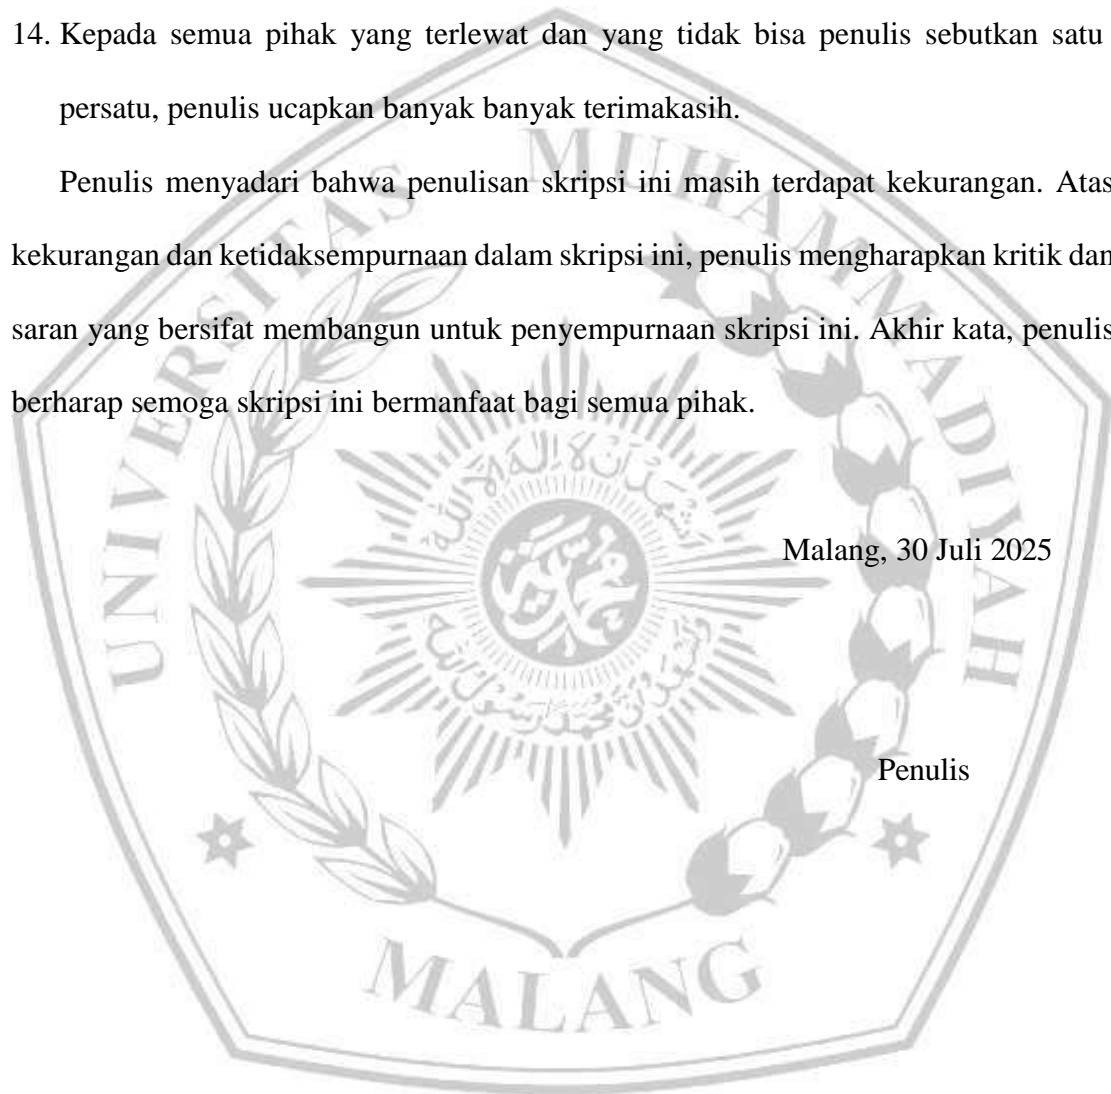 14. Kepada semua pihak yang terlewat dan yang tidak bisa penulis sebutkan satu
persatu, penulis ucapkan banyak banyak terimakasih.
Penulis menyadari bahwa penulisan skripsi ini masih terdapat kekurangan. Atas
kekurangan dan ketidaksempurnaan dalam skripsi ini, penulis mengharapkan kritik dan
saran yang bersifat membangun untuk penyempurnaan skripsi ini. Akhir kata, penulis
berharap semoga skripsi ini bermanfaat bagi semua pihak.
Malang, 30 Juli 2025
Penulis
UNIVERSITAS MUHAMMADIYAH
MALANG